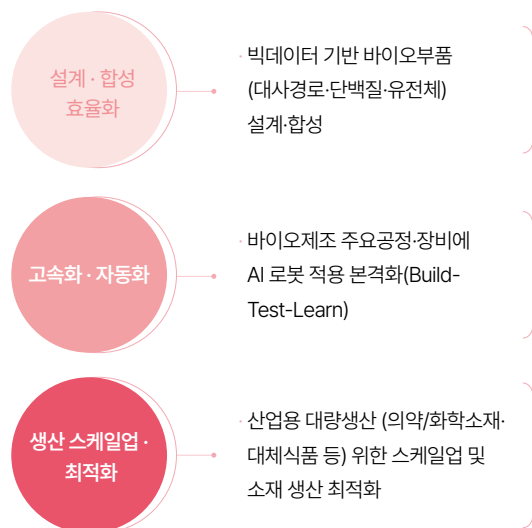 설계 · 합성
효율화
· 빅데이터 기반 바이오부품
(대사경로·단백질·유전체)
설계·합성
고속화 · 자동화
· 바이오제조 주요공정·장비에
AI 로봇 적용 본격화(Build-
Test-Learn)
생산 스케일업 ·
최적화
· 산업용 대량생산 (의약/화학소재·
대체식품 등) 위한 스케일업 및
소재 생산 최적화